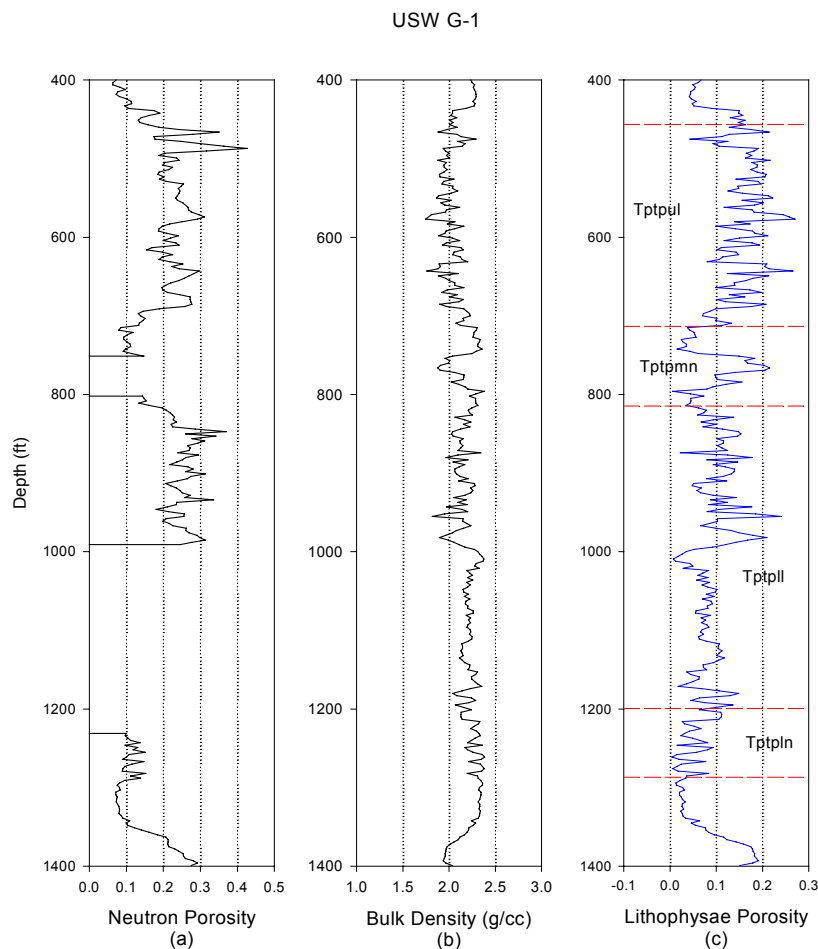 USW G-1
Depth (ft)
400
600
800
1000
1200
1400
0.0 0.1 0.2 0.3 0.4 0.5
Neutron Porosity
(a)
400
600
800
1000
1200
1400
1.0 1.5 2.0 2.5 3.0
Bulk Density (g/cc)
(b)
400
600
800
1000
1200
1400
Tptpul
Tptpmn
Tptpll
Tptpln
-0.1 0.0 0.1 0.2 0.3
Lithophysae Porosity
(c)